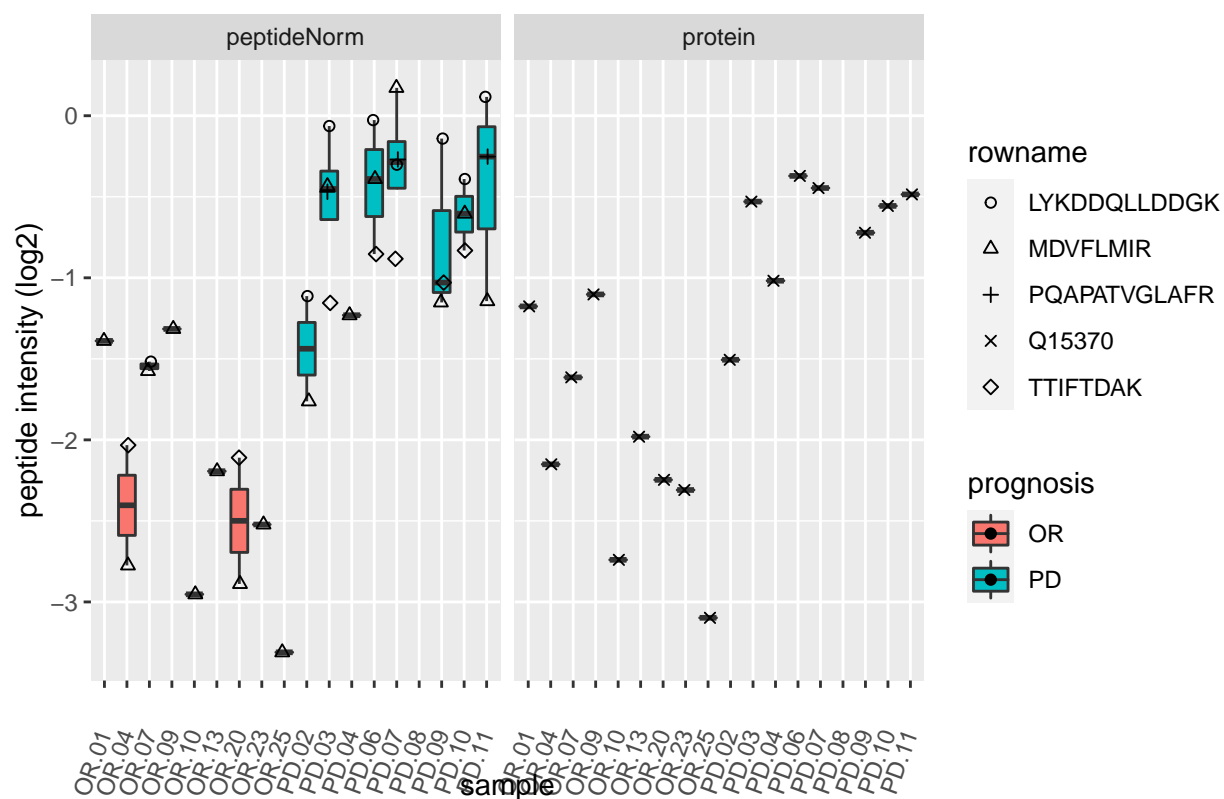 peptideNorm
protein
peptide intensity (log2)
0
−1
−2
−3
OR.01
OR.04
OR.07
OR.09
OR.10
OR.13
OR.20
OR.23
OR.25
PD.02
PD.03
PD.04
PD.06
PD.07
PD.08
PD.09
PD.10
PD.11
OR.01
OR.04
OR.07
OR.09
OR.10
OR.13
OR.20
OR.23
OR.25
PD.02
PD.03
PD.04
PD.06
PD.07
PD.08
PD.09
PD.10
PD.11
sample
rowname
LYKDDQLLDDGK
MDVFLMIR
PQAPATVGLAFR
Q15370
TTIFTDAK
prognosis
OR
PD